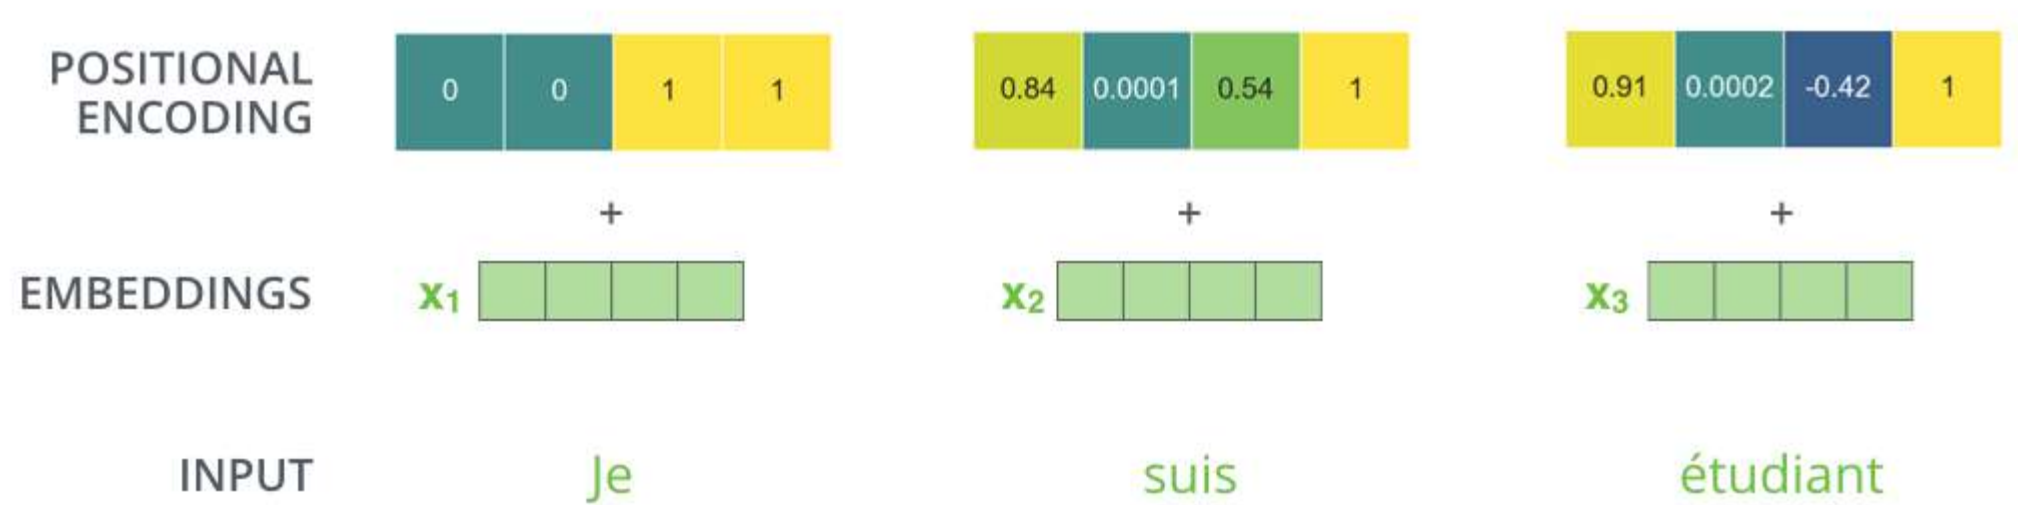 POSITIONAL
ENCODING
0 0 1 1
0.84 0.0001 0.54 1
0.91 0.0002 -0.42 1
+ + +
EMBEDDINGS
x1
x2
x3
INPUT
Je
suis
étudiant